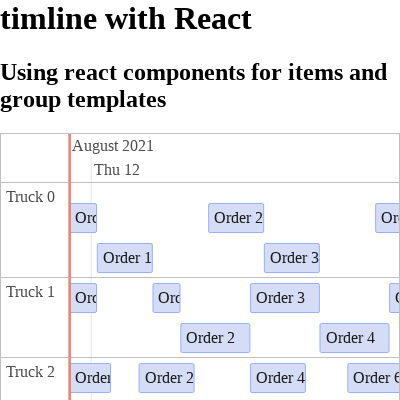 timline with React
Using react components for items and
group templates
August 2021
Thu 12
Truck 0
Ord
Order 2
Or
Order 1
Order 3
Truck 1
Ord
Ord
Order 3
Order 2
Order 4
Truck 2
Order
Order 2
Order 4
Order 6